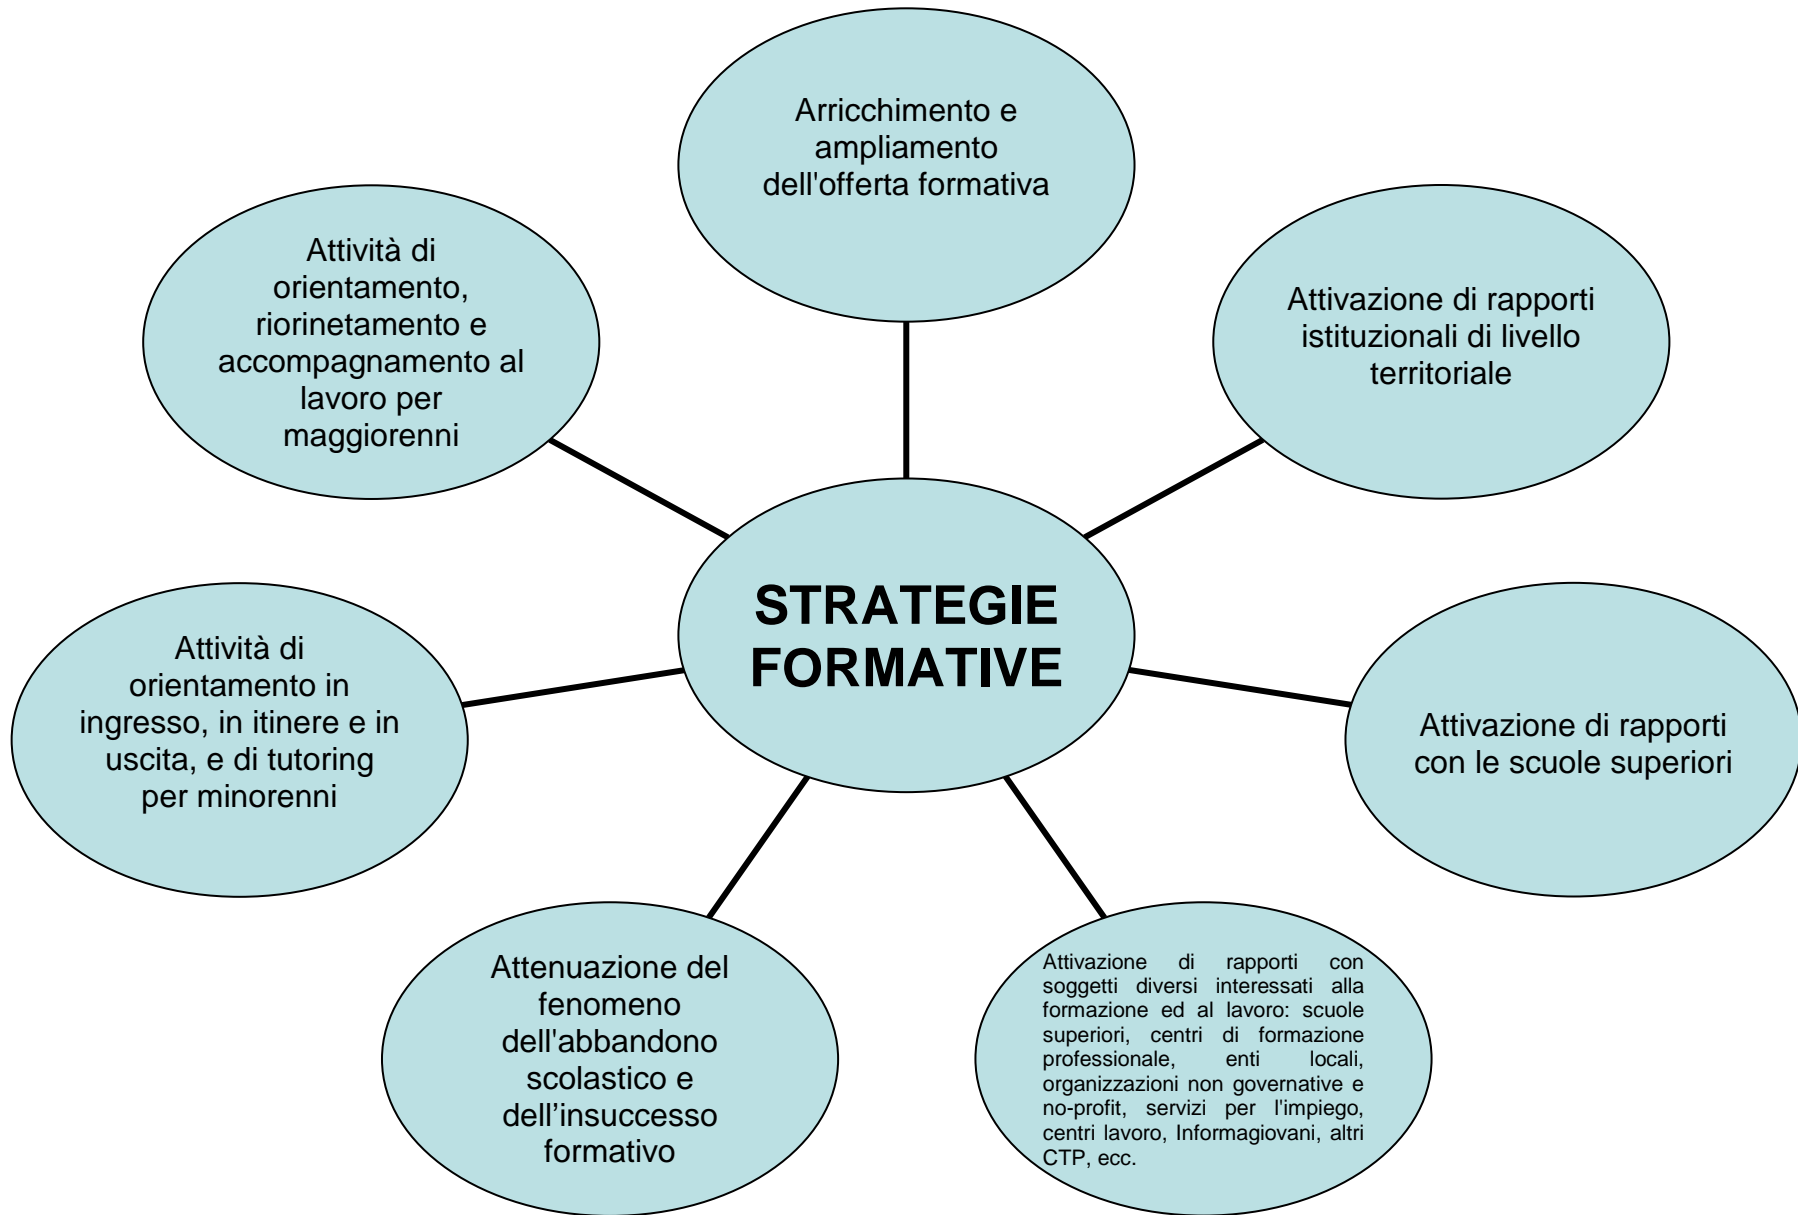 Arricchimento e
ampliamento
dell'offerta formativa
Attività di
orientamento,
riorinetamento e
accompagnamento al
lavoro per
maggiorenni
Attivazione di rapporti
istituzionali di livello
territoriale
STRATEGIE
FORMATIVE
Attività di
orientamento in
ingresso, in itinere e in
uscita, e di tutoring
per minorenni
Attivazione di rapporti
con le scuole superiori
Attenuazione del
fenomeno
dell'abbandono
scolastico e
dell’insuccesso
formativo
Attivazione di rapporti con
soggetti diversi interessati alla
formazione ed al lavoro: scuole
superiori, centri di formazione
professionale, enti locali,
organizzazioni non governative e
no-profit, servizi per l'impiego,
centri lavoro, Informagiovani, altri
CTP, ecc.